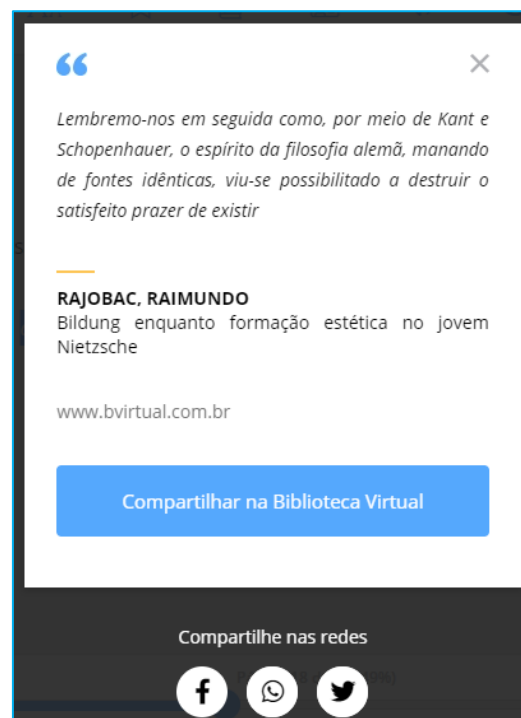 Lembremo-nos em seguida como, por meio de Kant e
Schopenhauer, o espírito da filosofia alemã, manando
de fontes idênticas, viu-se possibilitado a destruir o
satisfeito prazer de existir
RAJOBAC, RAIMUNDO
Bildung enquanto formação estética no jovem
Nietzsche
www.bvirtual.com.br
Compartilhar na Biblioteca Virtual
Compartilhe nas redes